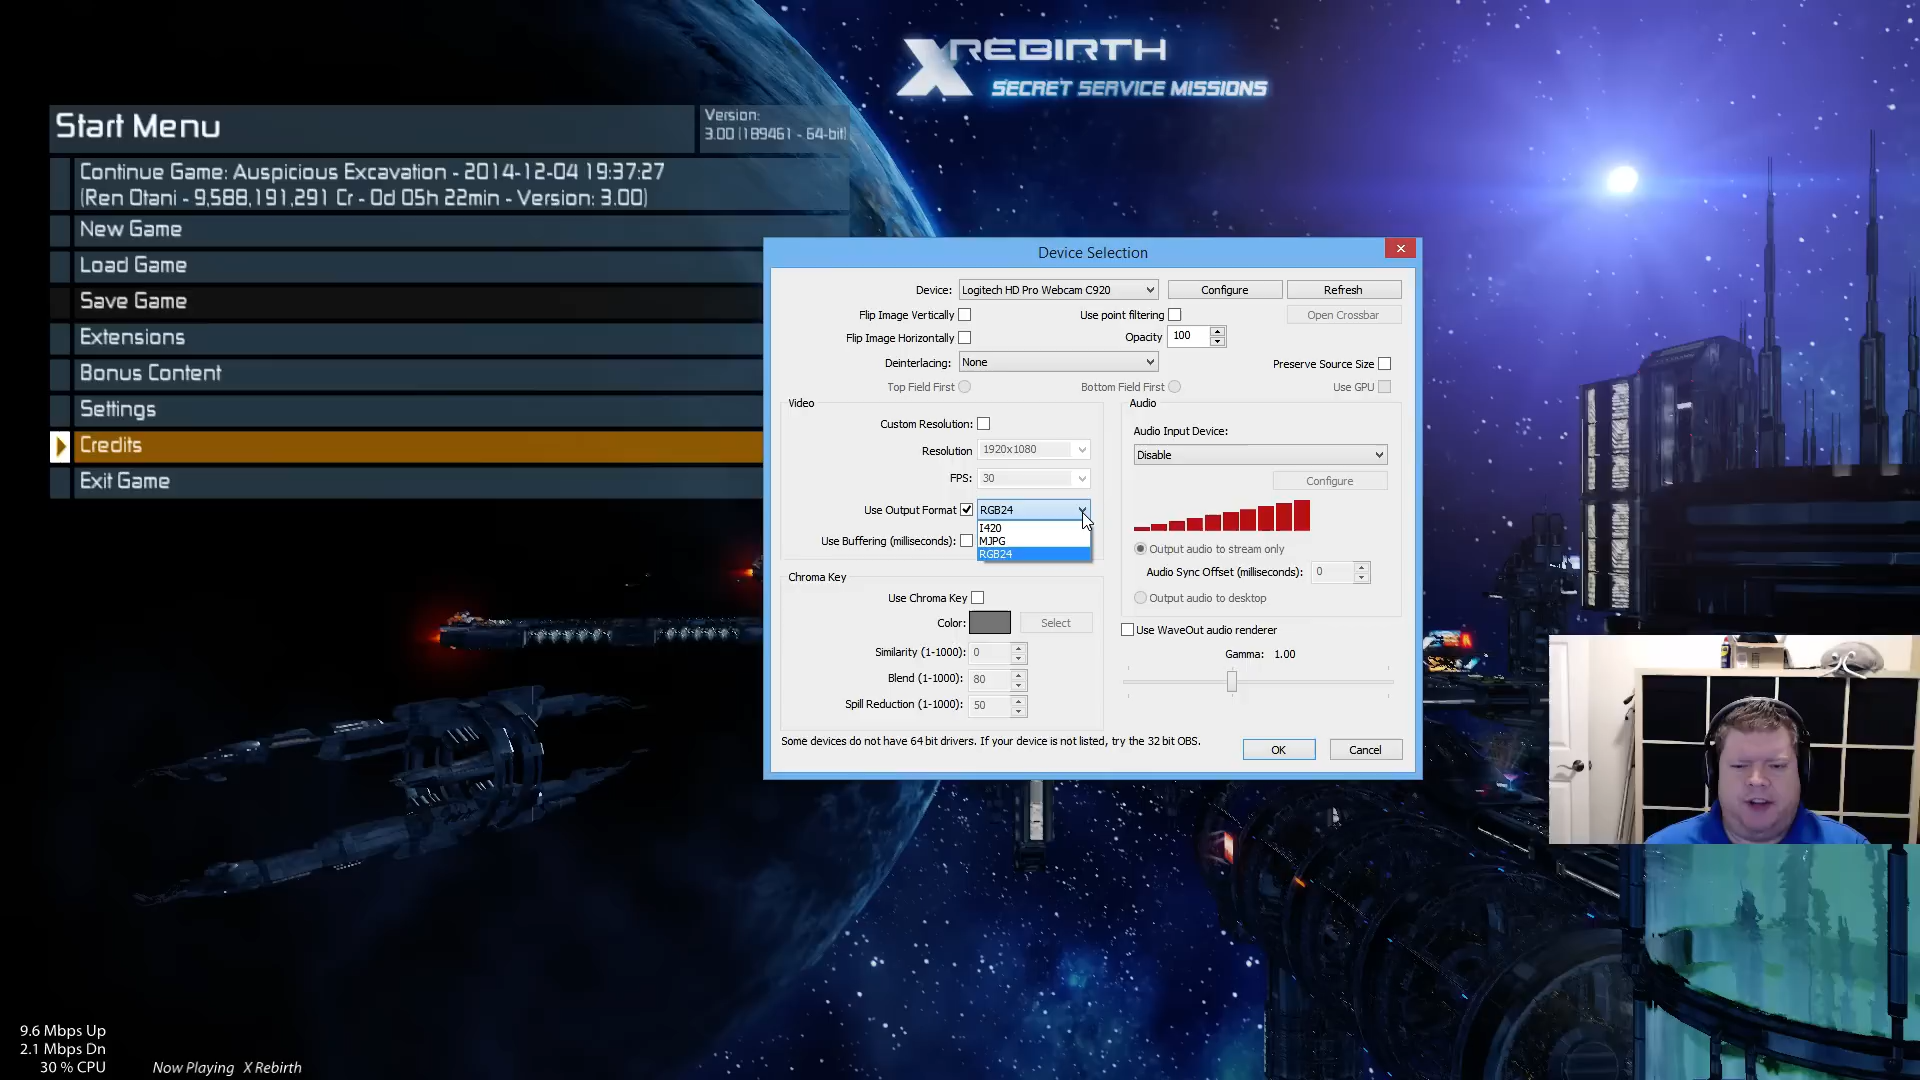 X REBIRTH
SECRET SERVICE MISSIONS
Start Menu
Version:
3.00 (189461 - 64-bit)
Continue Game: Auspicious Excavation - 2014-12-04 19:37:27
(Ren Otani - 9,588,191,291 Cr - 0d 05h 22min - Version: 3.00)
New Game
Load Game
Save Game
Extensions
Bonus Content
Settings
Credits
Exit Game
Device Selection
Device: Logitech HD Pro Webcam C920 Configure Refresh
Flip Image Vertically Use point filtering Open Crossbar
Flip Image Horizontally Opacity 100
Deinterlacing: None Preserve Source Size
Top Field First Bottom Field First Use GPU
Video
Custom Resolution:
Resolution 1920x1080
FPS: 30
Use Output Format RGB24
I420
MJPG
RGB24
Use Buffering (milliseconds):
Chroma Key
Use Chroma Key
Color: Select
Similarity (1-1000): 0
Blend (1-1000): 80
Spill Reduction (1-1000): 50
Audio
Audio Input Device:
Disable
Configure
Output audio to stream only
Audio Sync Offset (milliseconds): 0
Output audio to desktop
Use WaveOut audio renderer
Gamma: 1.00
Some devices do not have 64 bit drivers. If your device is not listed, try the 32 bit OBS.
OK Cancel
9.6 Mbps Up
2.1 Mbps Dn
30 % CPU
Now Playing X Rebirth